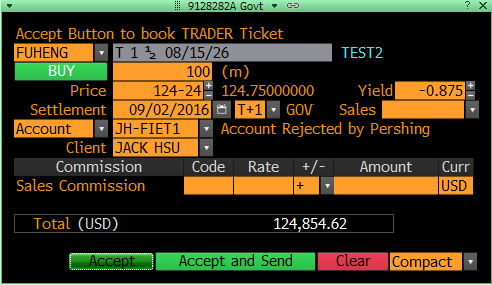 9128282A Govt
Accept Button to book TRADER Ticket
FUHENG T 1 ½ 08/15/26 TEST2
BUY 100 (m)
Price 124-24 124.75000000 Yield -0.875
Settlement 09/02/2016 T+1 GOV Sales
Account JH-FIET1 Account Rejected by Pershing
Client JACK HSU
Commission Code Rate +/- Amount Curr
Sales Commission + USD
Total (USD) 124,854.62
Accept Accept and Send Clear Compact